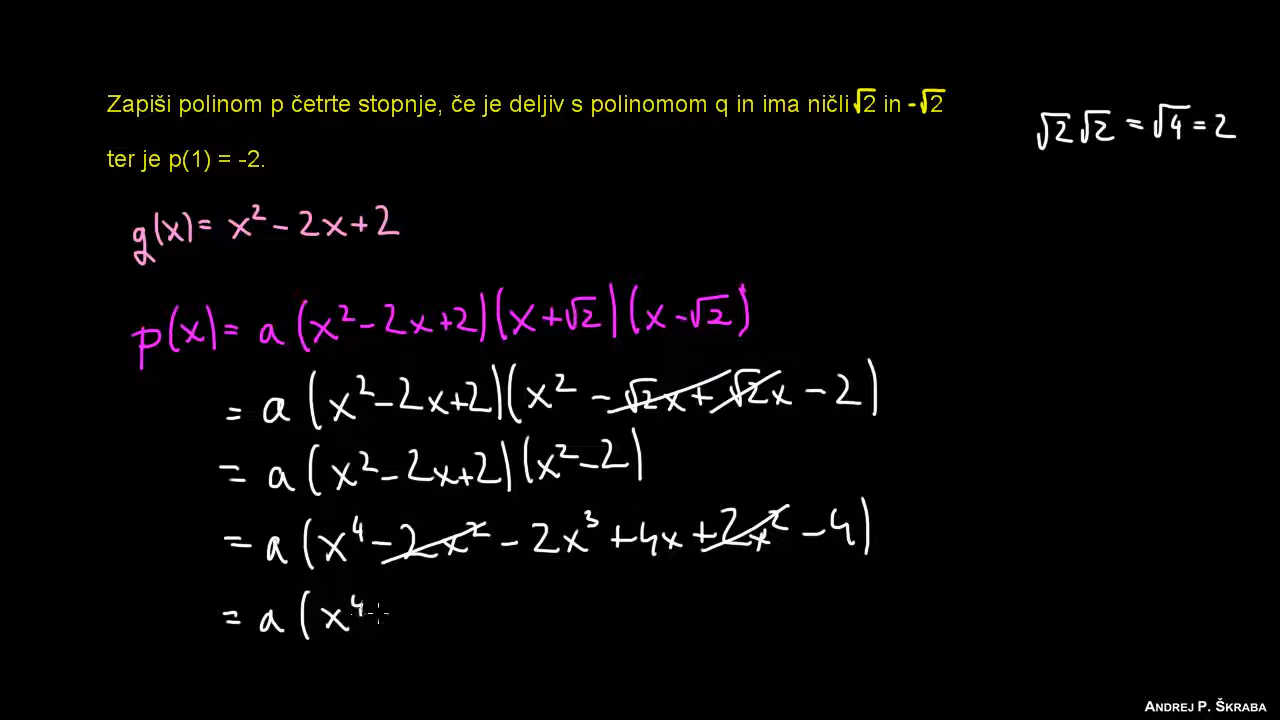 Zapiši polinom p četrte stopnje, če je deljiv s polinomom q in ima ničli √2 in -√2
ter je p(1) = -2.
√2 √2 = √4 = 2
q(x) = x² - 2x + 2
p(x) = a (x² - 2x + 2) (x + √2) (x - √2)
= a (x² - 2x + 2) (x² - √2x + √2x - 2)
= a (x² - 2x + 2) (x² - 2)
= a (x⁴ - 2x² - 2x³ + 4x + 2x² - 4)
= a (x⁴
ANDREJ P. ŠKRABA